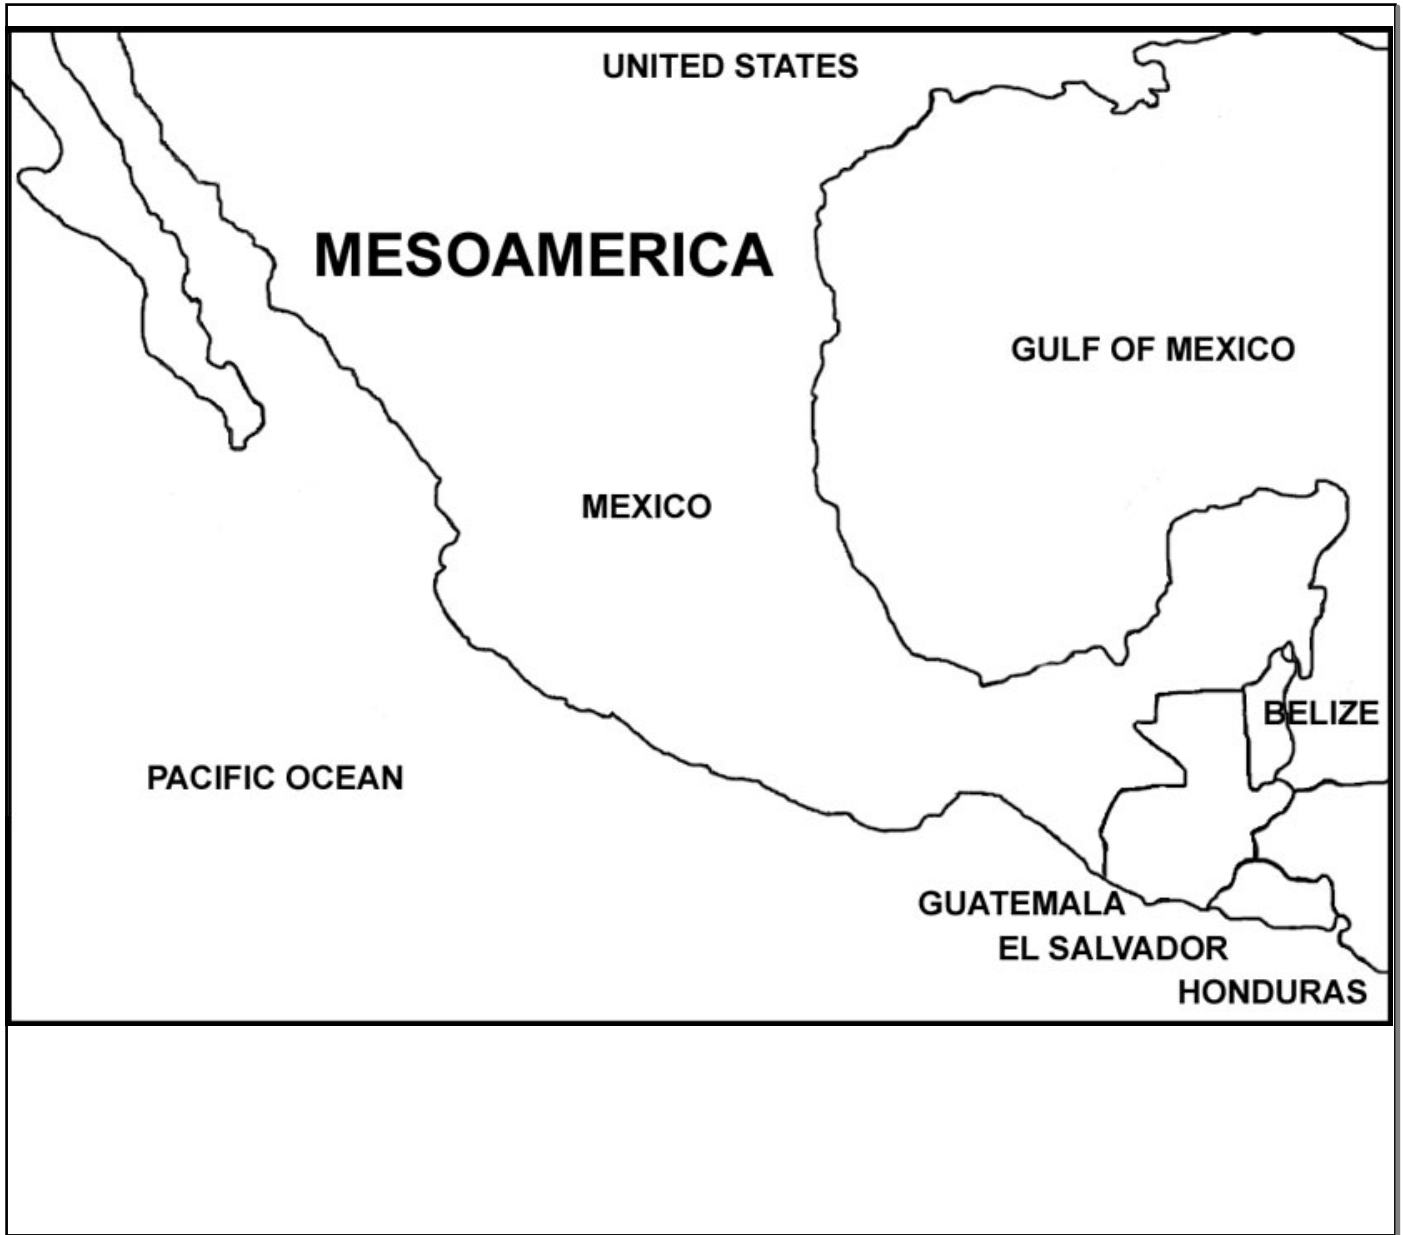 UNITED STATES
MESOAMERICA
GULF OF MEXICO
MEXICO
BELIZE
PACIFIC OCEAN
GUATEMALA
EL SALVADOR
HONDURAS